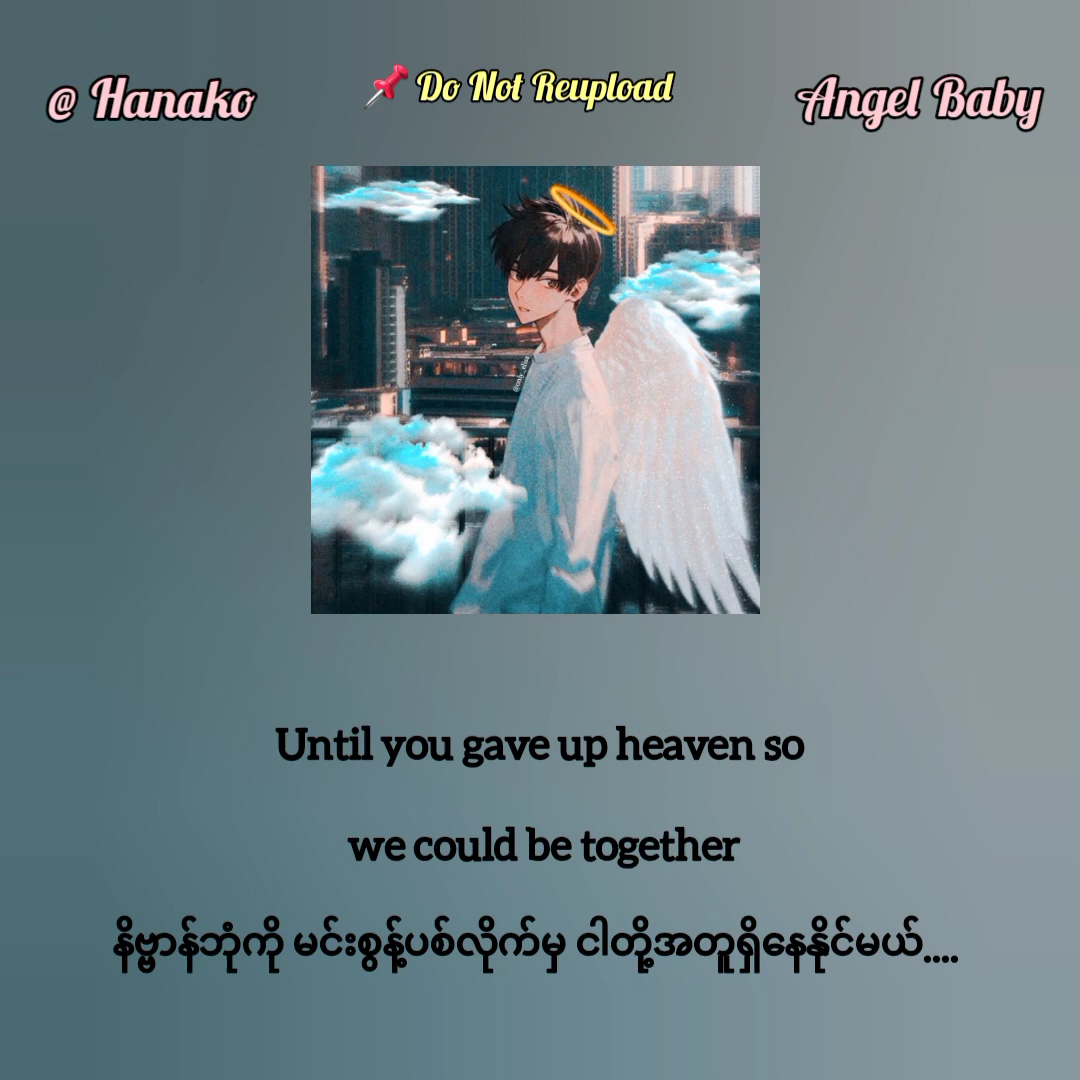 @ Hanako
📌 Do Not Reupload
Angel Baby
@only_elisa
Until you gave up heaven so
we could be together
နိဗ္ဗာန်ဘုံကို မင်းစွန့်ပစ်လိုက်မှ ငါတို့အတူရှိနေနိုင်မယ်....